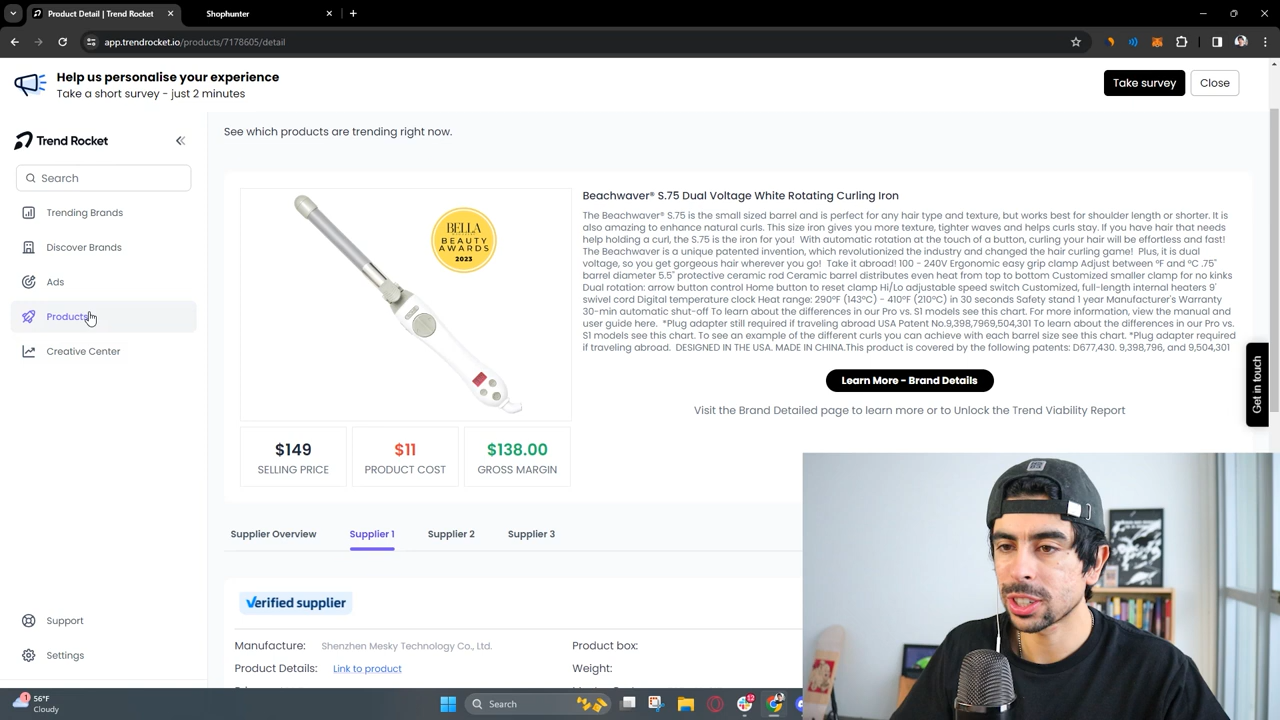 Product Detail | Trend Rocket
Shophunter
app.trendrocket.io/products/7178605/detail
Help us personalise your experience
Take a short survey - just 2 minutes
Take survey
Close
Trend Rocket
Search
Trending Brands
Discover Brands
Ads
Products
Creative Center
Support
Settings
See which products are trending right now.
BELLA
BEAUTY
AWARDS
2023
Beachwaver® S.75 Dual Voltage White Rotating Curling Iron
The Beachwaver® S.75 is the small sized barrel and is perfect for any hair type and texture, but works best for shoulder length or shorter. It is
also amazing to enhance natural curls. This size iron gives you more texture, tighter waves and helps curls stay. If you have hair that needs
help holding a curl, the S.75 is the iron for you!  With automatic rotation at the touch of a button, curling your hair will be effortless and fast!
The Beachwaver is a unique patented invention, which revolutionized the industry and changed the hair curling game!  Plus, it is dual
voltage, so you get gorgeous hair wherever you go!  Take it abroad! 100 - 240V Ergonomic easy grip clamp Adjust between ºF and ºC .75"
barrel diameter 5.5" protective ceramic rod Ceramic barrel distributes even heat from top to bottom Customized smaller clamp for no kinks
Dual rotation: arrow button control Home button to reset clamp Hi/Lo adjustable speed switch Customized, full-length internal heaters 9'
swivel cord Digital temperature clock Heat range: 290ºF (143ºC) - 410ºF (210ºC) in 30 seconds Safety stand 1 year Manufacturer's Warranty
30-min automatic shut-off To learn about the differences in our Pro vs. S1 models see this chart. For more information, view the manual and
user guide here.  *Plug adapter still required if traveling abroad USA Patent No.9,398,7969,504,301 To learn about the differences in our Pro vs.
S1 models see this chart. To see an example of the different curls you can achieve with each barrel size see this chart. *Plug adapter required
if traveling abroad.  DESIGNED IN THE USA. MADE IN CHINA.This product is covered by the following patents: D677,430. 9,398,796, and 9,504,301
Learn More - Brand Details
Visit the Brand Detailed page to learn more or to Unlock the Trend Viability Report
Get in touch
$149
SELLING PRICE
$11
PRODUCT COST
$138.00
GROSS MARGIN
Supplier Overview
Supplier 1
Supplier 2
Supplier 3
Verified supplier
Manufacture:
Shenzhen Mesky Technology Co., Ltd.
Product Details:
Link to product
Product box:
Weight:
56°F
Cloudy
Search